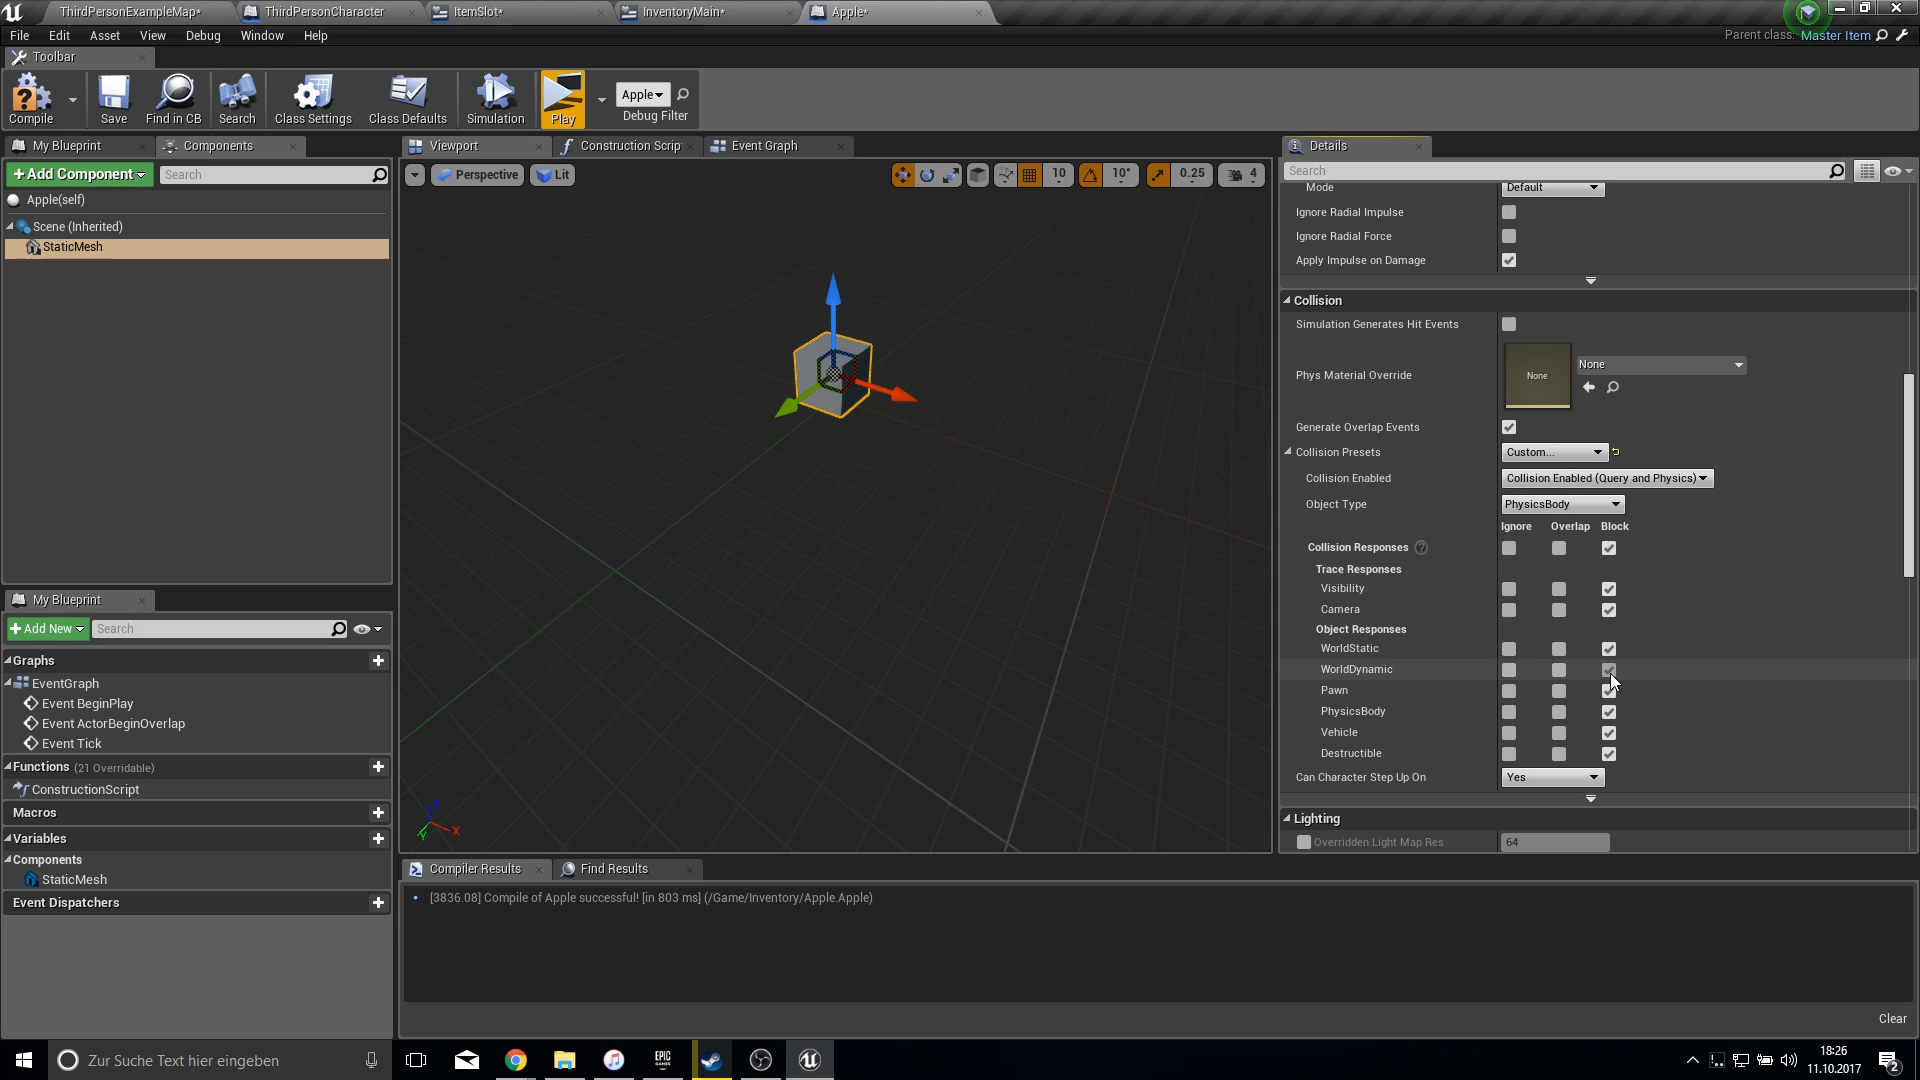 ThirdPersonExampleMap*
ThirdPersonCharacter
ItemSlot*
InventoryMain*
Apple*
File Edit Asset View Debug Window Help
Parent class: Master Item
Toolbar
Compile
Save
Find in CB
Search
Class Settings
Class Defaults
Simulation
Play
Apple
Debug Filter
My Blueprint
Components
+Add Component
Search
Apple(self)
Scene (Inherited)
StaticMesh
My Blueprint
+Add New
Search
Graphs
EventGraph
Event BeginPlay
Event ActorBeginOverlap
Event Tick
Functions (21 Overridable)
ConstructionScript
Macros
Variables
Components
StaticMesh
Event Dispatchers
Viewport
Construction Scrip
Event Graph
Perspective
Lit
10
10°
0.25
4
Z
X
Y
Compiler Results
Find Results
[3836.08] Compile of Apple successful! [in 803 ms] (/Game/Inventory/Apple.Apple)
Clear
Details
Search
Mode Default
Ignore Radial Impulse
Ignore Radial Force
Apply Impulse on Damage
Collision
Simulation Generates Hit Events
Phys Material Override
None
None
Generate Overlap Events
Collision Presets Custom...
Collision Enabled Collision Enabled (Query and Physics)
Object Type PhysicsBody
Ignore Overlap Block
Collision Responses ?
Trace Responses
Visibility
Camera
Object Responses
WorldStatic
WorldDynamic
Pawn
PhysicsBody
Vehicle
Destructible
Can Character Step Up On Yes
Lighting
Overridden Light Map Res 64
Zur Suche Text hier eingeben
EPIC
GAMES
18:26
11.10.2017
2